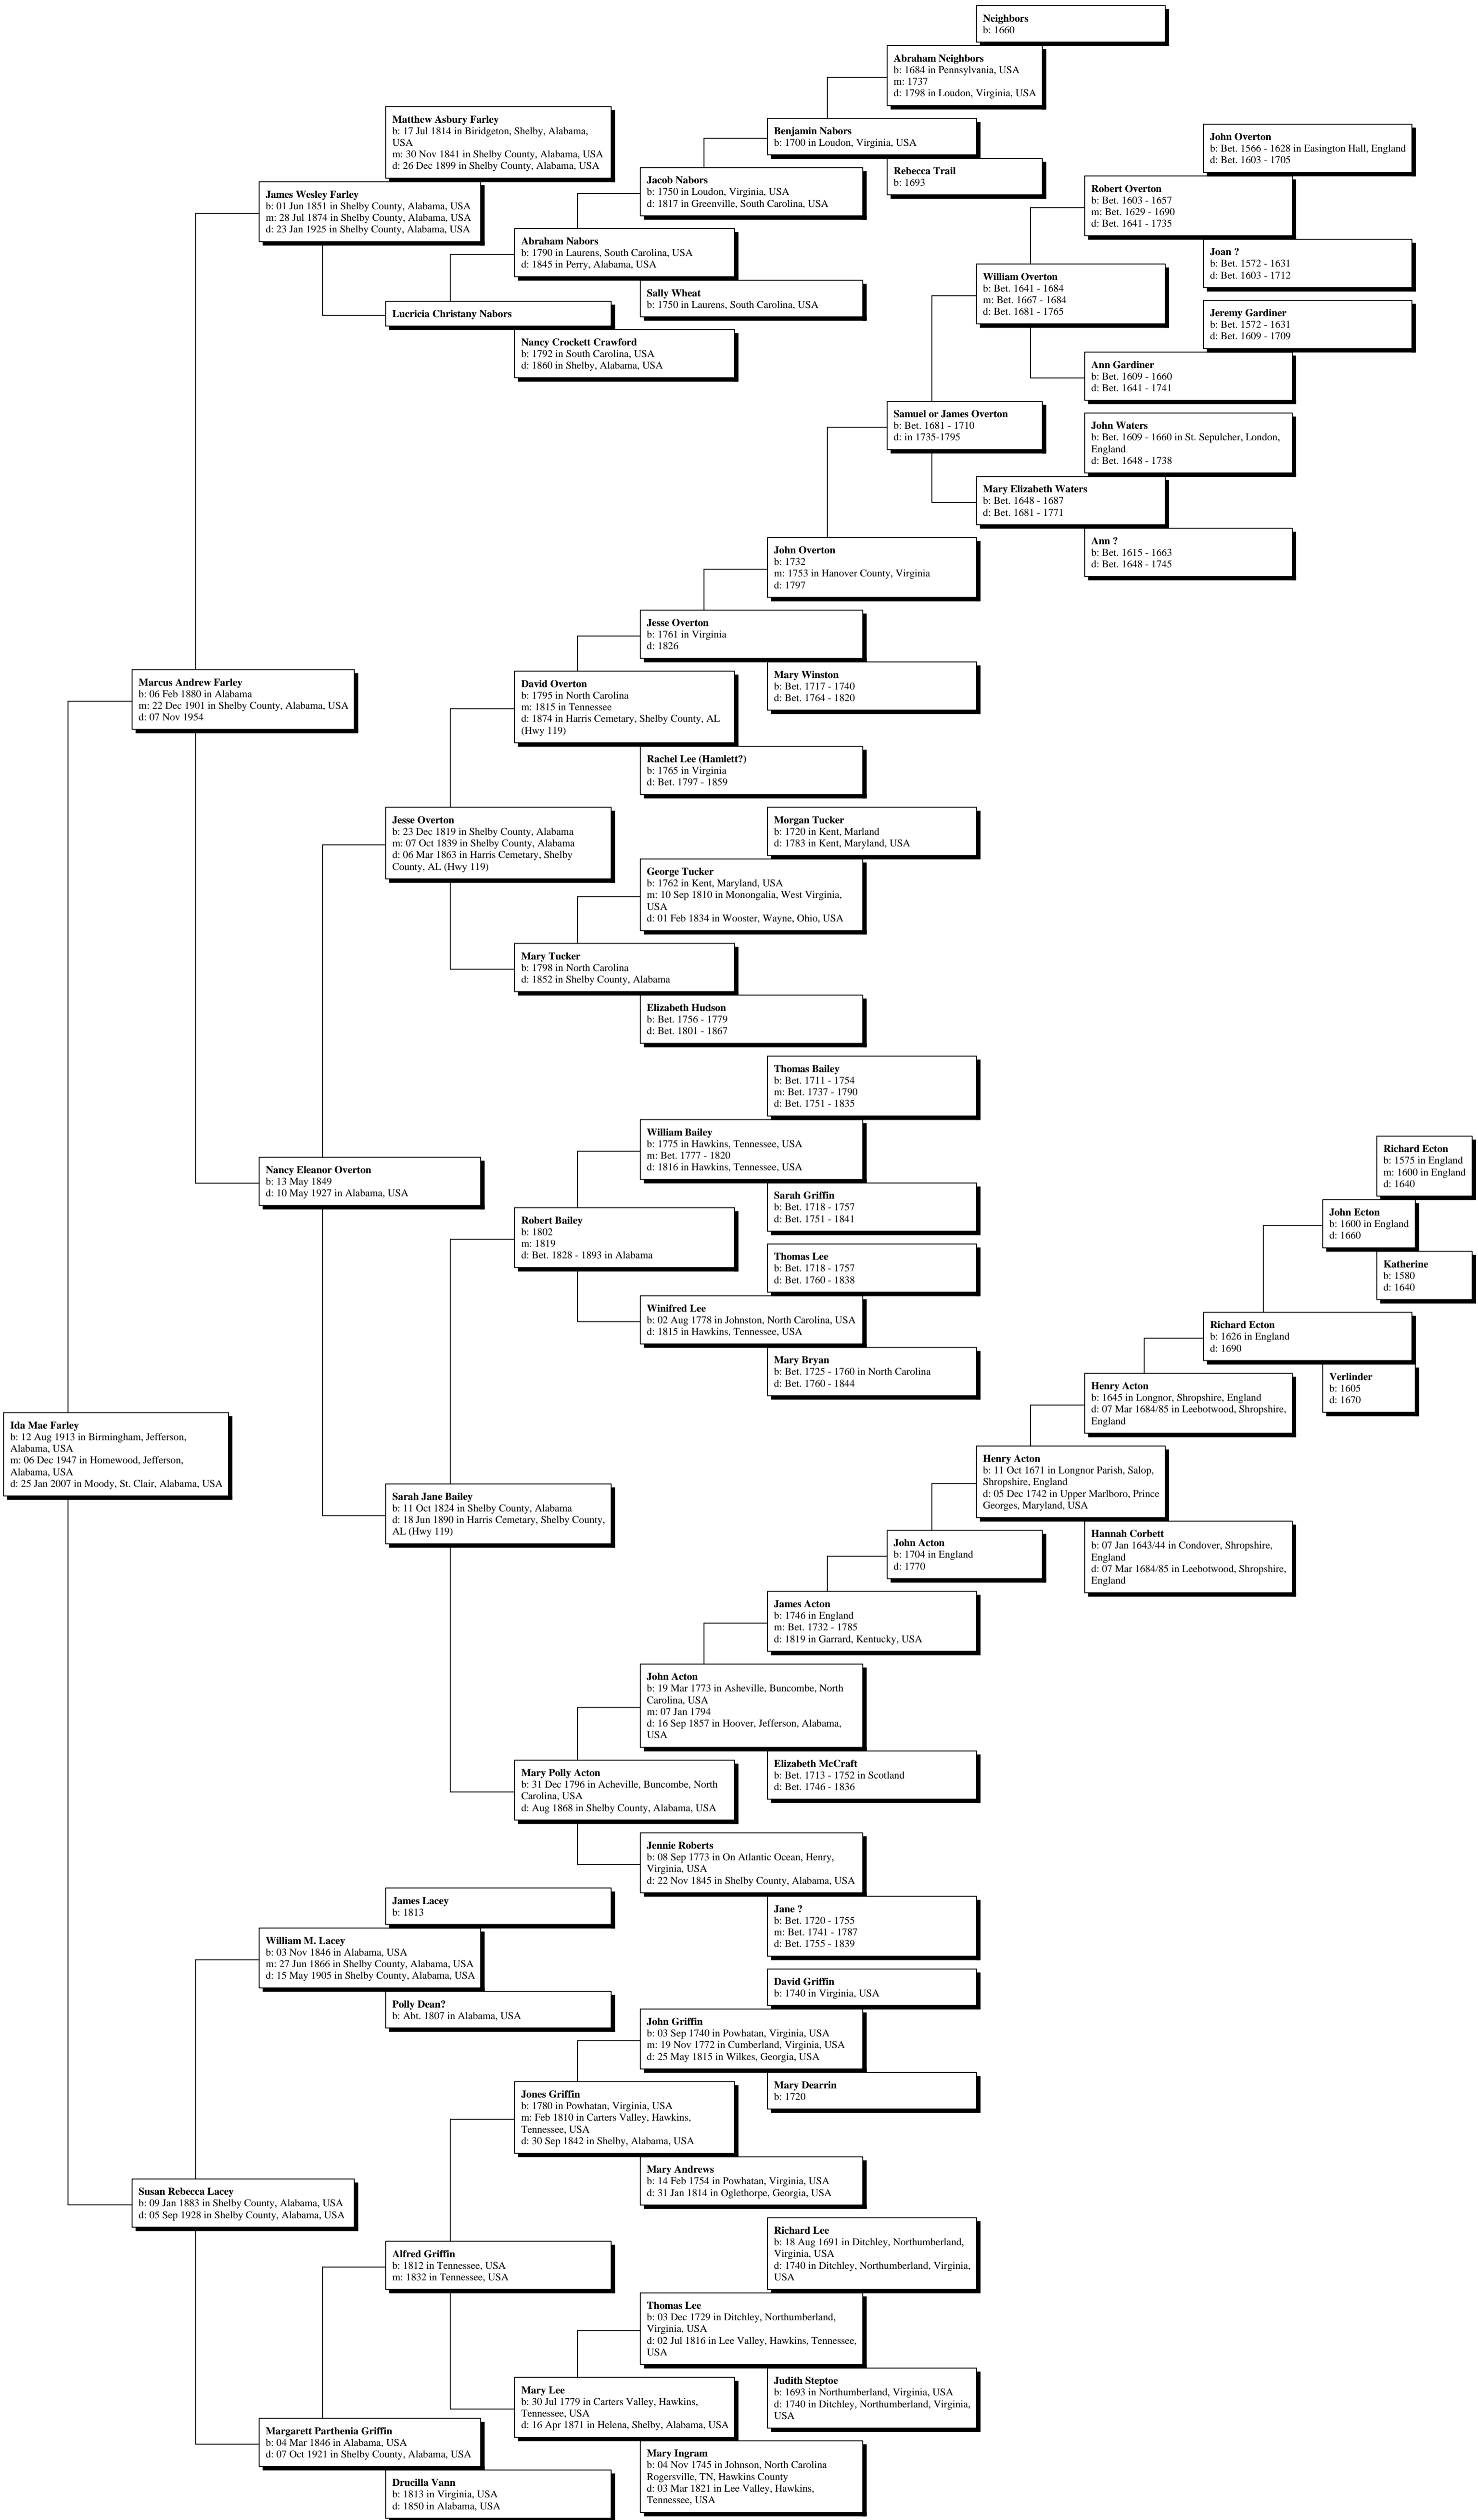 Neighbors
b: 1660
Abraham Neighbors
b: 1684 in Pennsylvania, USA
m: 1737
d: 1798 in Loudon, Virginia, USA
Matthew Asbury Farley
b: 17 Jul 1814 in Biridgeton, Shelby, Alabama,
USA
m: 30 Nov 1841 in Shelby County, Alabama, USA
d: 26 Dec 1899 in Shelby County, Alabama, USA
Benjamin Nabors
b: 1700 in Loudon, Virginia, USA
John Overton
b: Bet. 1566 - 1628 in Easington Hall, England
d: Bet. 1603 - 1705
Rebecca Trail
b: 1693
Jacob Nabors
b: 1750 in Loudon, Virginia, USA
d: 1817 in Greenville, South Carolina, USA
Robert Overton
b: Bet. 1603 - 1657
m: Bet. 1629 - 1690
d: Bet. 1641 - 1735
James Wesley Farley
b: 01 Jun 1851 in Shelby County, Alabama, USA
m: 28 Jul 1874 in Shelby County, Alabama, USA
d: 23 Jan 1925 in Shelby County, Alabama, USA
Abraham Nabors
b: 1790 in Laurens, South Carolina, USA
d: 1845 in Perry, Alabama, USA
Joan ?
b: Bet. 1572 - 1631
d: Bet. 1603 - 1712
William Overton
b: Bet. 1641 - 1684
m: Bet. 1667 - 1684
d: Bet. 1681 - 1765
Sally Wheat
b: 1750 in Laurens, South Carolina, USA
Lucricia Christany Nabors
Jeremy Gardiner
b: Bet. 1572 - 1631
d: Bet. 1609 - 1709
Nancy Crockett Crawford
b: 1792 in South Carolina, USA
d: 1860 in Shelby, Alabama, USA
Ann Gardiner
b: Bet. 1609 - 1660
d: Bet. 1641 - 1741
Samuel or James Overton
b: Bet. 1681 - 1710
d: in 1735-1795
John Waters
b: Bet. 1609 - 1660 in St. Sepulcher, London,
England
d: Bet. 1648 - 1738
Mary Elizabeth Waters
b: Bet. 1648 - 1687
d: Bet. 1681 - 1771
Ann ?
b: Bet. 1615 - 1663
d: Bet. 1648 - 1745
John Overton
b: 1732
m: 1753 in Hanover County, Virginia
d: 1797
Jesse Overton
b: 1761 in Virginia
d: 1826
Mary Winston
b: Bet. 1717 - 1740
d: Bet. 1764 - 1820
Marcus Andrew Farley
b: 06 Feb 1880 in Alabama
m: 22 Dec 1901 in Shelby County, Alabama, USA
d: 07 Nov 1954
David Overton
b: 1795 in North Carolina
m: 1815 in Tennessee
d: 1874 in Harris Cemetary, Shelby County, AL
(Hwy 119)
Rachel Lee (Hamlett?)
b: 1765 in Virginia
d: Bet. 1797 - 1859
Jesse Overton
b: 23 Dec 1819 in Shelby County, Alabama
m: 07 Oct 1839 in Shelby County, Alabama
d: 06 Mar 1863 in Harris Cemetary, Shelby
County, AL (Hwy 119)
Morgan Tucker
b: 1720 in Kent, Marland
d: 1783 in Kent, Maryland, USA
George Tucker
b: 1762 in Kent, Maryland, USA
m: 10 Sep 1810 in Monongalia, West Virginia,
USA
d: 01 Feb 1834 in Wooster, Wayne, Ohio, USA
Mary Tucker
b: 1798 in North Carolina
d: 1852 in Shelby County, Alabama
Elizabeth Hudson
b: Bet. 1756 - 1779
d: Bet. 1801 - 1867
Thomas Bailey
b: Bet. 1711 - 1754
m: Bet. 1737 - 1790
d: Bet. 1751 - 1835
William Bailey
b: 1775 in Hawkins, Tennessee, USA
m: Bet. 1777 - 1820
d: 1816 in Hawkins, Tennessee, USA
Richard Ecton
b: 1575 in England
m: 1600 in England
d: 1640
Nancy Eleanor Overton
b: 13 May 1849
d: 10 May 1927 in Alabama, USA
Sarah Griffin
b: Bet. 1718 - 1757
d: Bet. 1751 - 1841
John Ecton
b: 1600 in England
d: 1660
Robert Bailey
b: 1802
m: 1819
d: Bet. 1828 - 1893 in Alabama
Thomas Lee
b: Bet. 1718 - 1757
d: Bet. 1760 - 1838
Katherine
b: 1580
d: 1640
Winifred Lee
b: 02 Aug 1778 in Johnston, North Carolina, USA
d: 1815 in Hawkins, Tennessee, USA
Richard Ecton
b: 1626 in England
d: 1690
Mary Bryan
b: Bet. 1725 - 1760 in North Carolina
d: Bet. 1760 - 1844
Verlinder
b: 1605
d: 1670
Henry Acton
b: 1645 in Longnor, Shropshire, England
d: 07 Mar 1684/85 in Leebotwood, Shropshire,
England
Ida Mae Farley
b: 12 Aug 1913 in Birmingham, Jefferson,
Alabama, USA
m: 06 Dec 1947 in Homewood, Jefferson,
Alabama, USA
d: 25 Jan 2007 in Moody, St. Clair, Alabama, USA
Henry Acton
b: 11 Oct 1671 in Longnor Parish, Salop,
Shropshire, England
d: 05 Dec 1742 in Upper Marlboro, Prince
Georges, Maryland, USA
Sarah Jane Bailey
b: 11 Oct 1824 in Shelby County, Alabama
d: 18 Jun 1890 in Harris Cemetary, Shelby County,
AL (Hwy 119)
Hannah Corbett
b: 07 Jan 1643/44 in Condover, Shropshire,
England
d: 07 Mar 1684/85 in Leebotwood, Shropshire,
England
John Acton
b: 1704 in England
d: 1770
James Acton
b: 1746 in England
m: Bet. 1732 - 1785
d: 1819 in Garrard, Kentucky, USA
John Acton
b: 19 Mar 1773 in Asheville, Buncombe, North
Carolina, USA
m: 07 Jan 1794
d: 16 Sep 1857 in Hoover, Jefferson, Alabama,
USA
Elizabeth McCraft
b: Bet. 1713 - 1752 in Scotland
d: Bet. 1746 - 1836
Mary Polly Acton
b: 31 Dec 1796 in Acheville, Buncombe, North
Carolina, USA
d: Aug 1868 in Shelby County, Alabama, USA
Jennie Roberts
b: 08 Sep 1773 in On Atlantic Ocean, Henry,
Virginia, USA
d: 22 Nov 1845 in Shelby County, Alabama, USA
James Lacey
b: 1813
Jane ?
b: Bet. 1720 - 1755
m: Bet. 1741 - 1787
d: Bet. 1755 - 1839
William M. Lacey
b: 03 Nov 1846 in Alabama, USA
m: 27 Jun 1866 in Shelby County, Alabama, USA
d: 15 May 1905 in Shelby County, Alabama, USA
David Griffin
b: 1740 in Virginia, USA
Polly Dean?
b: Abt. 1807 in Alabama, USA
John Griffin
b: 03 Sep 1740 in Powhatan, Virginia, USA
m: 19 Nov 1772 in Cumberland, Virginia, USA
d: 25 May 1815 in Wilkes, Georgia, USA
Mary Dearrin
b: 1720
Jones Griffin
b: 1780 in Powhatan, Virginia, USA
m: Feb 1810 in Carters Valley, Hawkins,
Tennessee, USA
d: 30 Sep 1842 in Shelby, Alabama, USA
Mary Andrews
b: 14 Feb 1754 in Powhatan, Virginia, USA
d: 31 Jan 1814 in Oglethorpe, Georgia, USA
Susan Rebecca Lacey
b: 09 Jan 1883 in Shelby County, Alabama, USA
d: 05 Sep 1928 in Shelby County, Alabama, USA
Richard Lee
b: 18 Aug 1691 in Ditchley, Northumberland,
Virginia, USA
d: 1740 in Ditchley, Northumberland, Virginia,
USA
Alfred Griffin
b: 1812 in Tennessee, USA
m: 1832 in Tennessee, USA
Thomas Lee
b: 03 Dec 1729 in Ditchley, Northumberland,
Virginia, USA
d: 02 Jul 1816 in Lee Valley, Hawkins, Tennessee,
USA
Judith Steptoe
b: 1693 in Northumberland, Virginia, USA
d: 1740 in Ditchley, Northumberland, Virginia,
USA
Mary Lee
b: 30 Jul 1779 in Carters Valley, Hawkins,
Tennessee, USA
d: 16 Apr 1871 in Helena, Shelby, Alabama, USA
Margarett Parthenia Griffin
b: 04 Mar 1846 in Alabama, USA
d: 07 Oct 1921 in Shelby County, Alabama, USA
Mary Ingram
b: 04 Nov 1745 in Johnson, North Carolina
Rogersville, TN, Hawkins County
d: 03 Mar 1821 in Lee Valley, Hawkins,
Tennessee, USA
Drucilla Vann
b: 1813 in Virginia, USA
d: 1850 in Alabama, USA